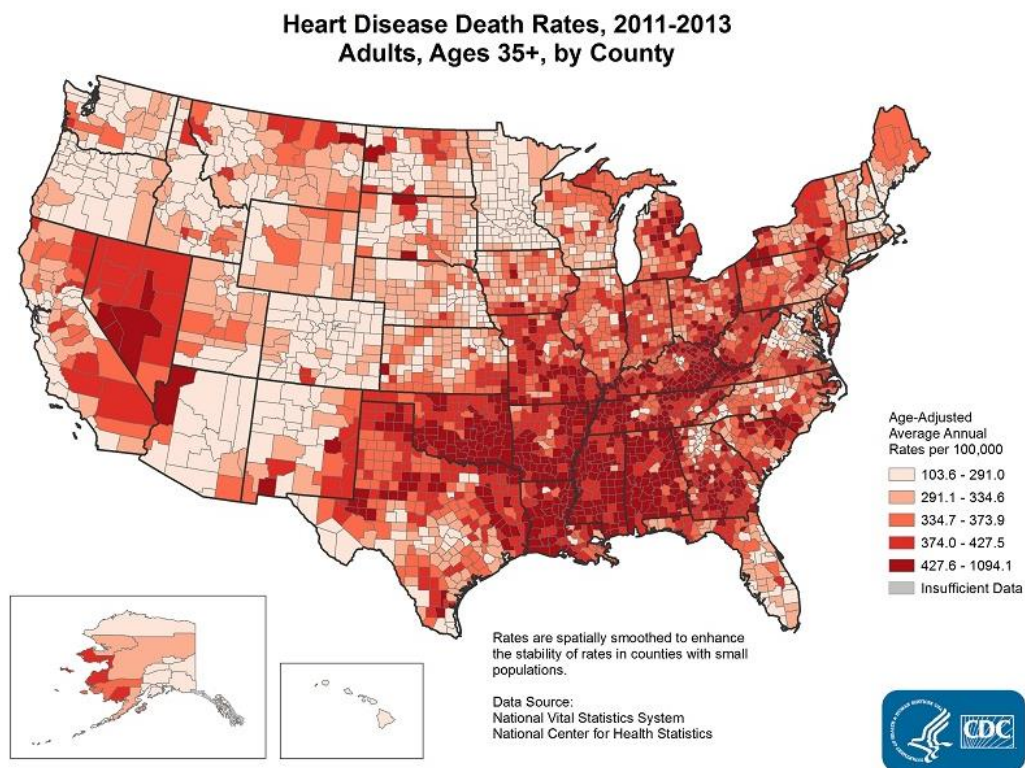 Heart Disease Death Rates, 2011-2013
Adults, Ages 35+, by County
Age-Adjusted
Average Annual
Rates per 100,000
103.6 - 291.0
291.1 - 334.6
334.7 - 373.9
374.0 - 427.5
427.6 - 1094.1
Insufficient Data
Rates are spatially smoothed to enhance
the stability of rates in counties with small
populations.
Data Source:
National Vital Statistics System
National Center for Health Statistics
CDC